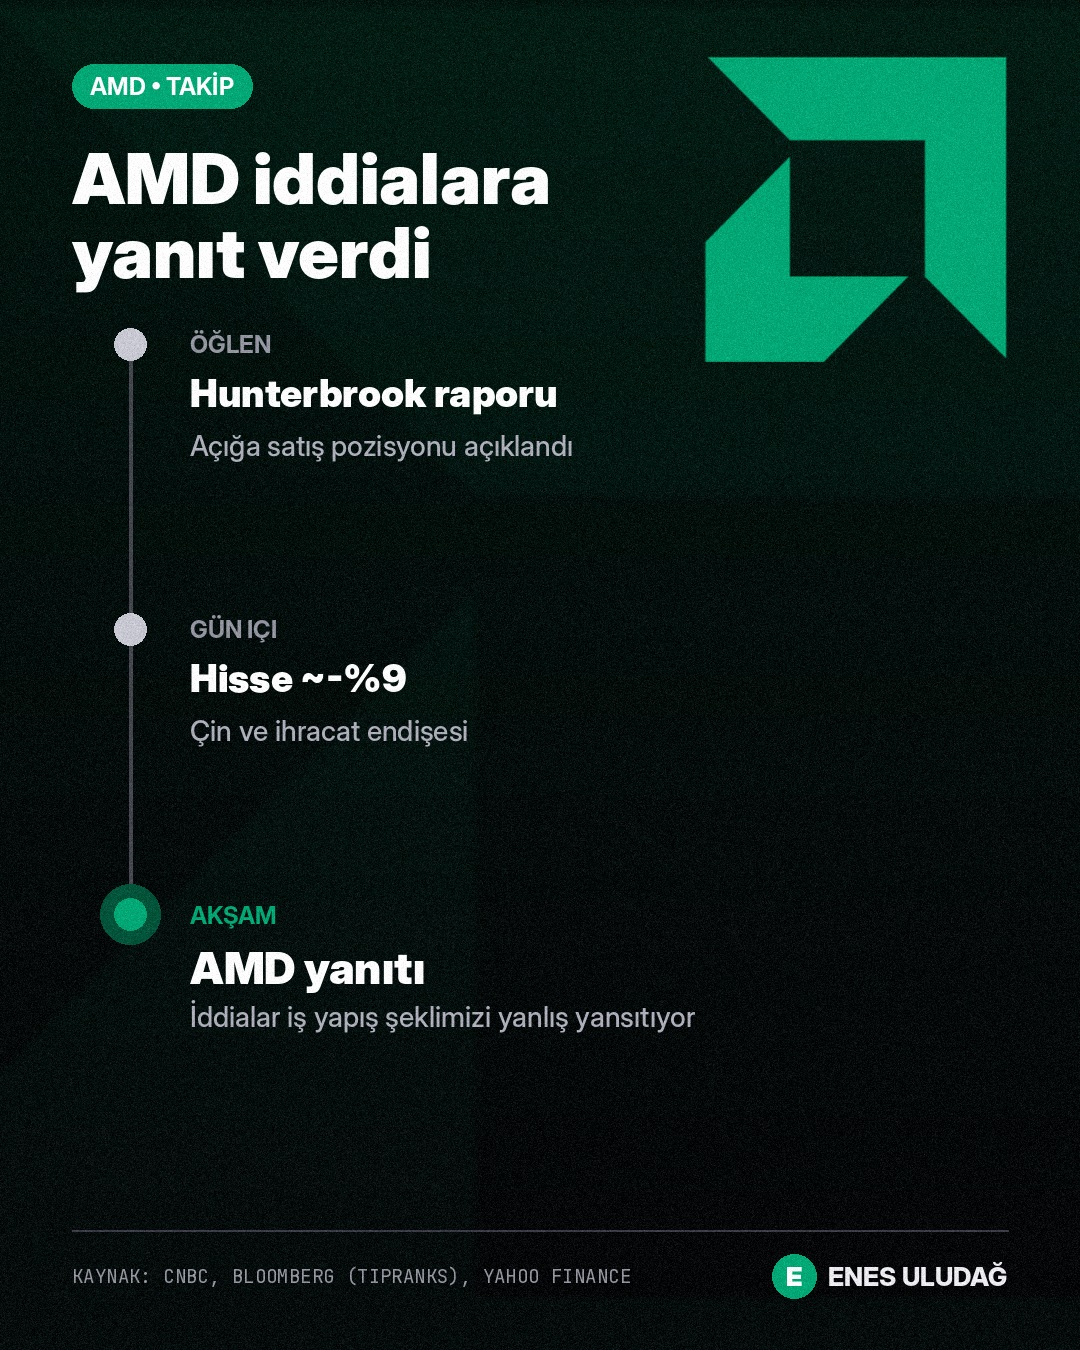 AMD • TAKİP
AMD iddialara
yanıt verdi
ÖĞLEN
Hunterbrook raporu
Açığa satış pozisyonu açıklandı
GÜN IÇI
Hisse ~-%9
Çin ve ihracat endişesi
AKŞAM
AMD yanıtı
İddialar iş yapış şeklimizi yanlış yansıtıyor
KAYNAK: CNBC, BLOOMBERG (TIPRANKS), YAHOO FINANCE
E ENES ULUDAĞ